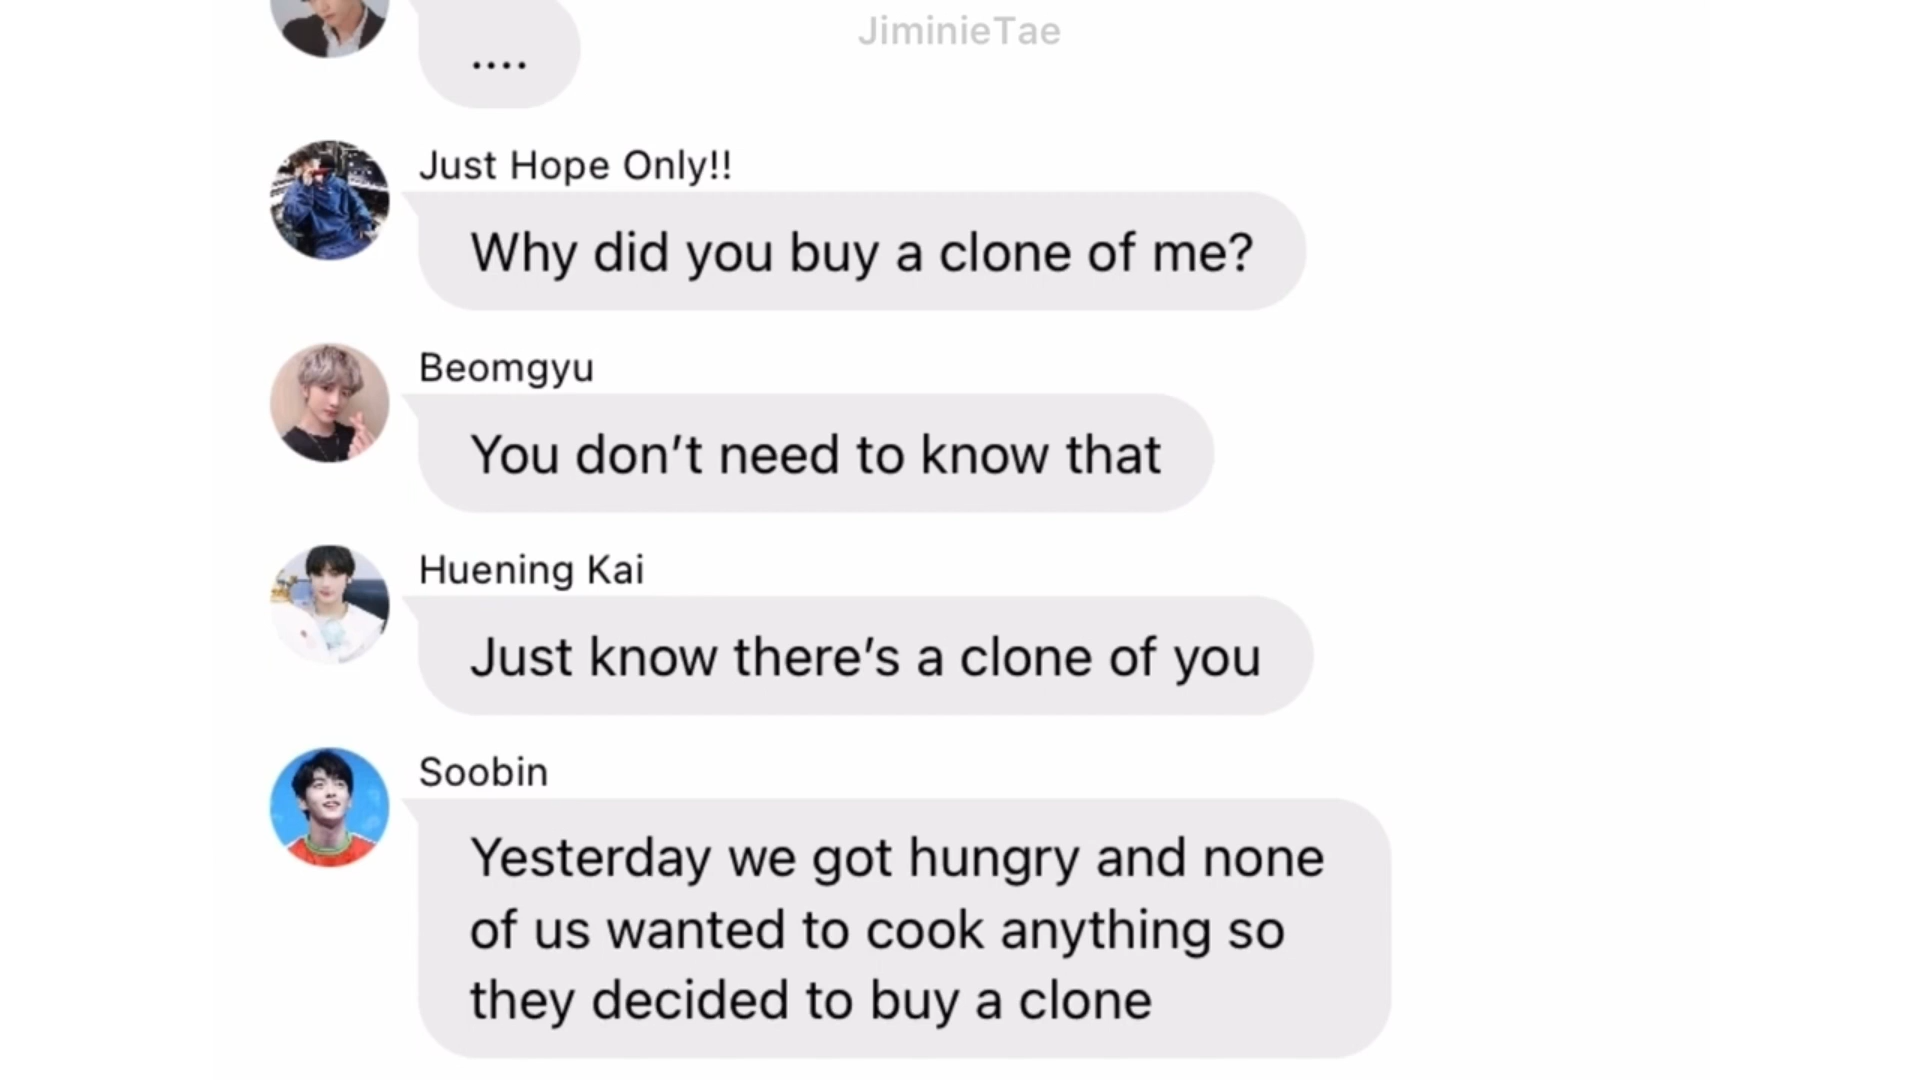 JiminieTae
....
Just Hope Only!!
Why did you buy a clone of me?
Beomgyu
You don’t need to know that
Huening Kai
Just know there’s a clone of you
Soobin
Yesterday we got hungry and none
of us wanted to cook anything so
they decided to buy a clone